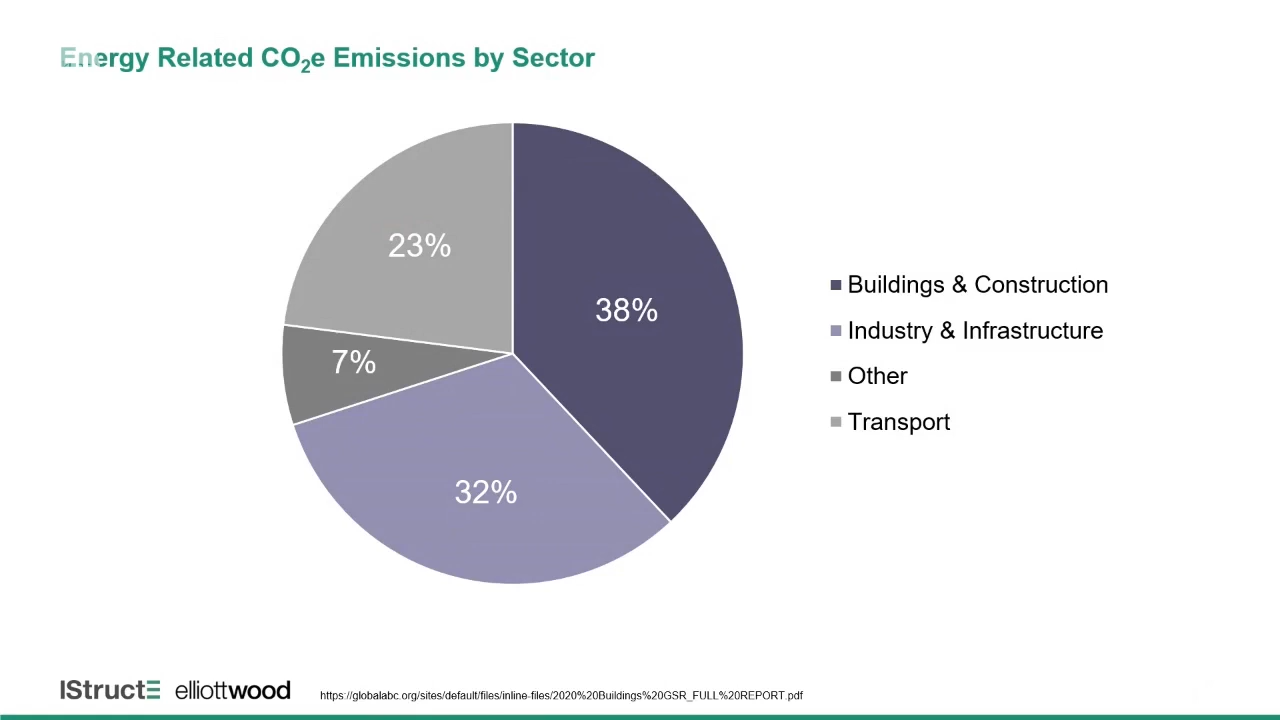 Energy Related CO₂e Emissions by Sector
23%
38%
7%
32%
Buildings & Construction
Industry & Infrastructure
Other
Transport
IStructE elliottwood https://globalabc.org/sites/default/files/inline-files/2020%20Buildings%20GSR_FULL%20REPORT.pdf